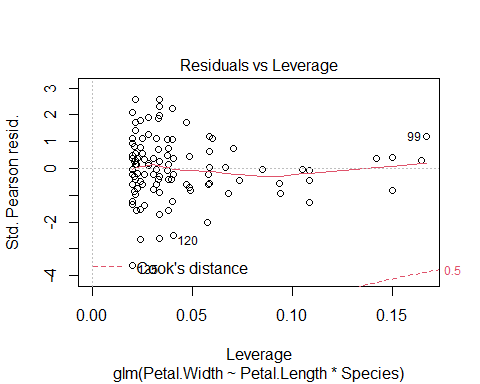 Residuals vs Leverage
Std. Pearson resid.
3
2
1
0
-2
-4
99
120
Cook's distance
0.5
0.00
0.05
0.10
0.15
Leverage
glm(Petal.Width ~ Petal.Length * Species)